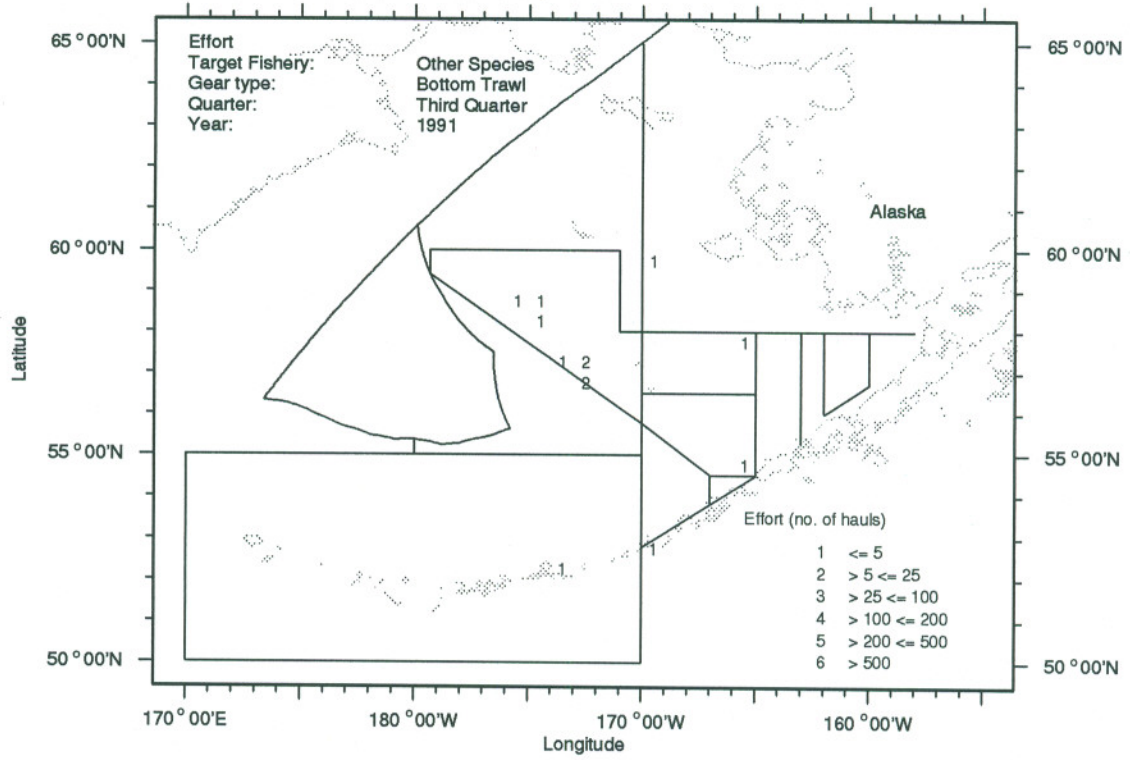 65 °00'N
65 °00'N
Effort
Target Fishery: Other Species
Gear type: Bottom Trawl
Quarter: Third Quarter
Year: 1991
Alaska
60 °00'N
60 °00'N
1
1 1
1
1
1 2
2
Latitude
55 °00'N
1
55 °00'N
Effort (no. of hauls)
1
1
1 <= 5
2 > 5 <= 25
3 > 25 <= 100
4 > 100 <= 200
5 > 200 <= 500
6 > 500
50 °00'N
50 °00'N
170 °00'E
180 °00'W
170 °00'W
160 °00'W
Longitude